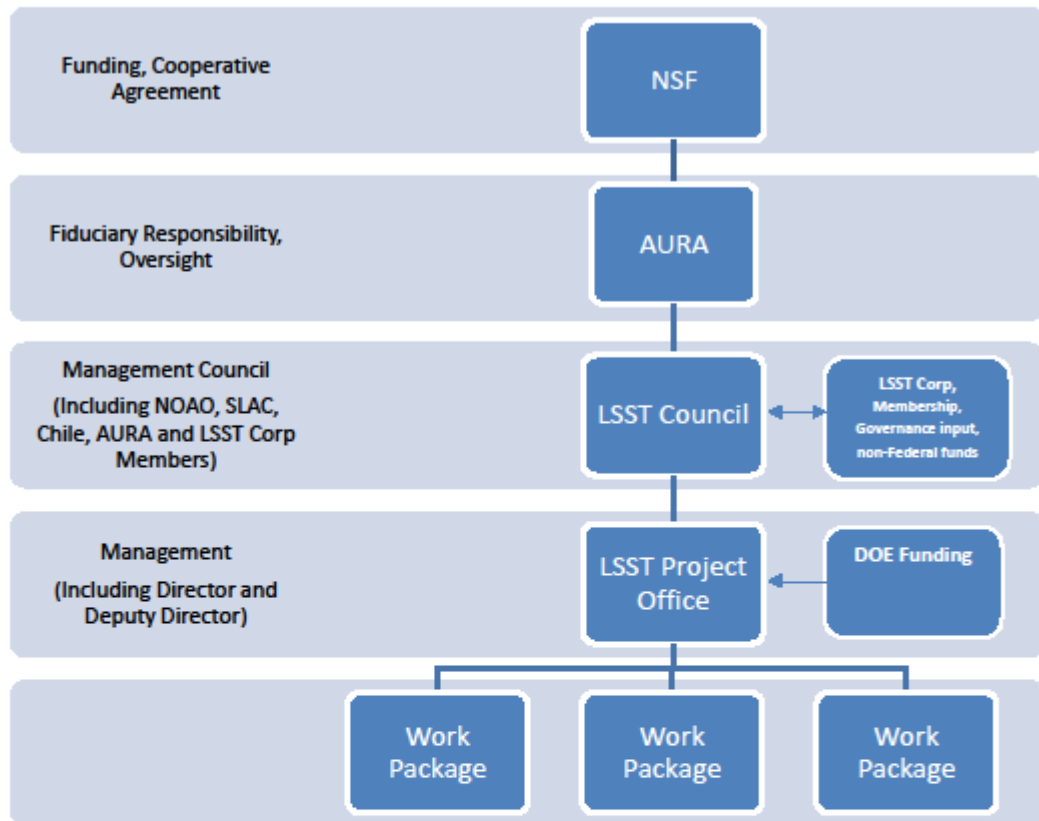 Funding, Cooperative
Agreement
NSF
Fiduciary Responsibility,
Oversight
AURA
Management Council
(Including NOAO, SLAC,
Chile, AURA and LSST Corp
Members)
LSST Council
LSST Corp,
Membership,
Governance input,
non-Federal funds
Management
(Including Director and
Deputy Director)
LSST Project
Office
DOE Funding
Work
Package
Work
Package
Work
Package